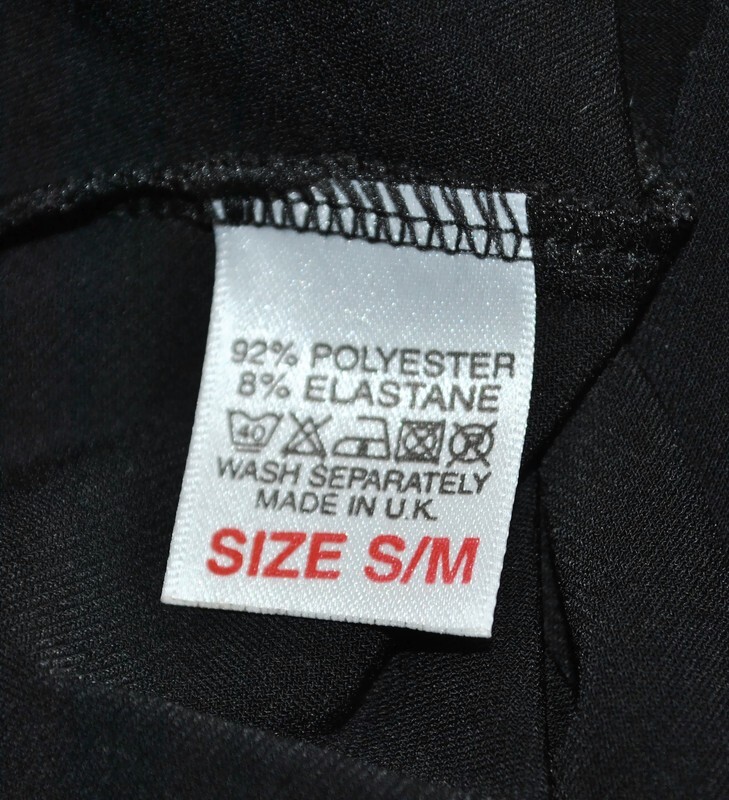 92% POLYESTER
8% ELASTANE
40
WASH SEPARATELY
MADE IN U.K.
SIZE S/M